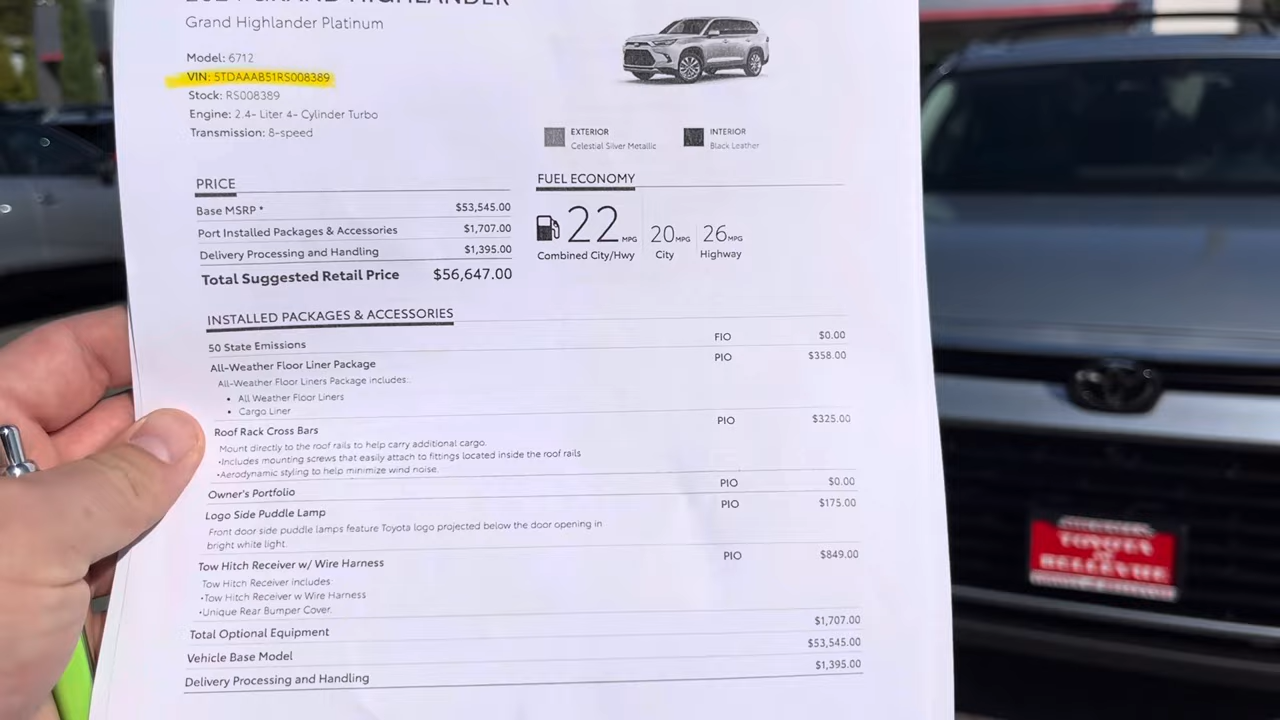 GRAND HIGHLANDER
Grand Highlander Platinum
Model: 6712
VIN: 5TDAAAB51RS008389
Stock: RS008389
Engine: 2.4- Liter 4- Cylinder Turbo
Transmission: 8-speed
EXTERIOR
Celestial Silver Metallic
INTERIOR
Black Leather
PRICE
Base MSRP * $53,545.00
Port Installed Packages & Accessories $1,707.00
Delivery Processing and Handling $1,395.00
Total Suggested Retail Price $56,647.00
FUEL ECONOMY
22 MPG 20 MPG 26 MPG
Combined City/Hwy City Highway
INSTALLED PACKAGES & ACCESSORIES
50 State Emissions FIO $0.00
All-Weather Floor Liner Package PIO $358.00
All-Weather Floor Liners Package includes:.
• All Weather Floor Liners
• Cargo Liner
Roof Rack Cross Bars PIO $325.00
Mount directly to the roof rails to help carry additional cargo.
•Includes mounting screws that easily attach to fittings located inside the roof rails
•Aerodynamic styling to help minimize wind noise.
Owner's Portfolio PIO $0.00
Logo Side Puddle Lamp PIO $175.00
Front door side puddle lamps feature Toyota logo projected below the door opening in
bright white light.
Tow Hitch Receiver w/ Wire Harness PIO $849.00
Tow Hitch Receiver includes:
•Tow Hitch Receiver w Wire Harness
•Unique Rear Bumper Cover.
Total Optional Equipment $1,707.00
Vehicle Base Model $53,545.00
Delivery Processing and Handling $1,395.00
TOYOTA
OF
BELLEVUE